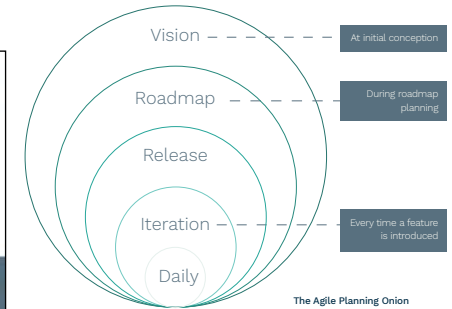 Vision
At initial conception
Roadmap
During roadmap
planning
Release
Iteration
Every time a feature
is introduced
Daily
The Agile Planning Onion